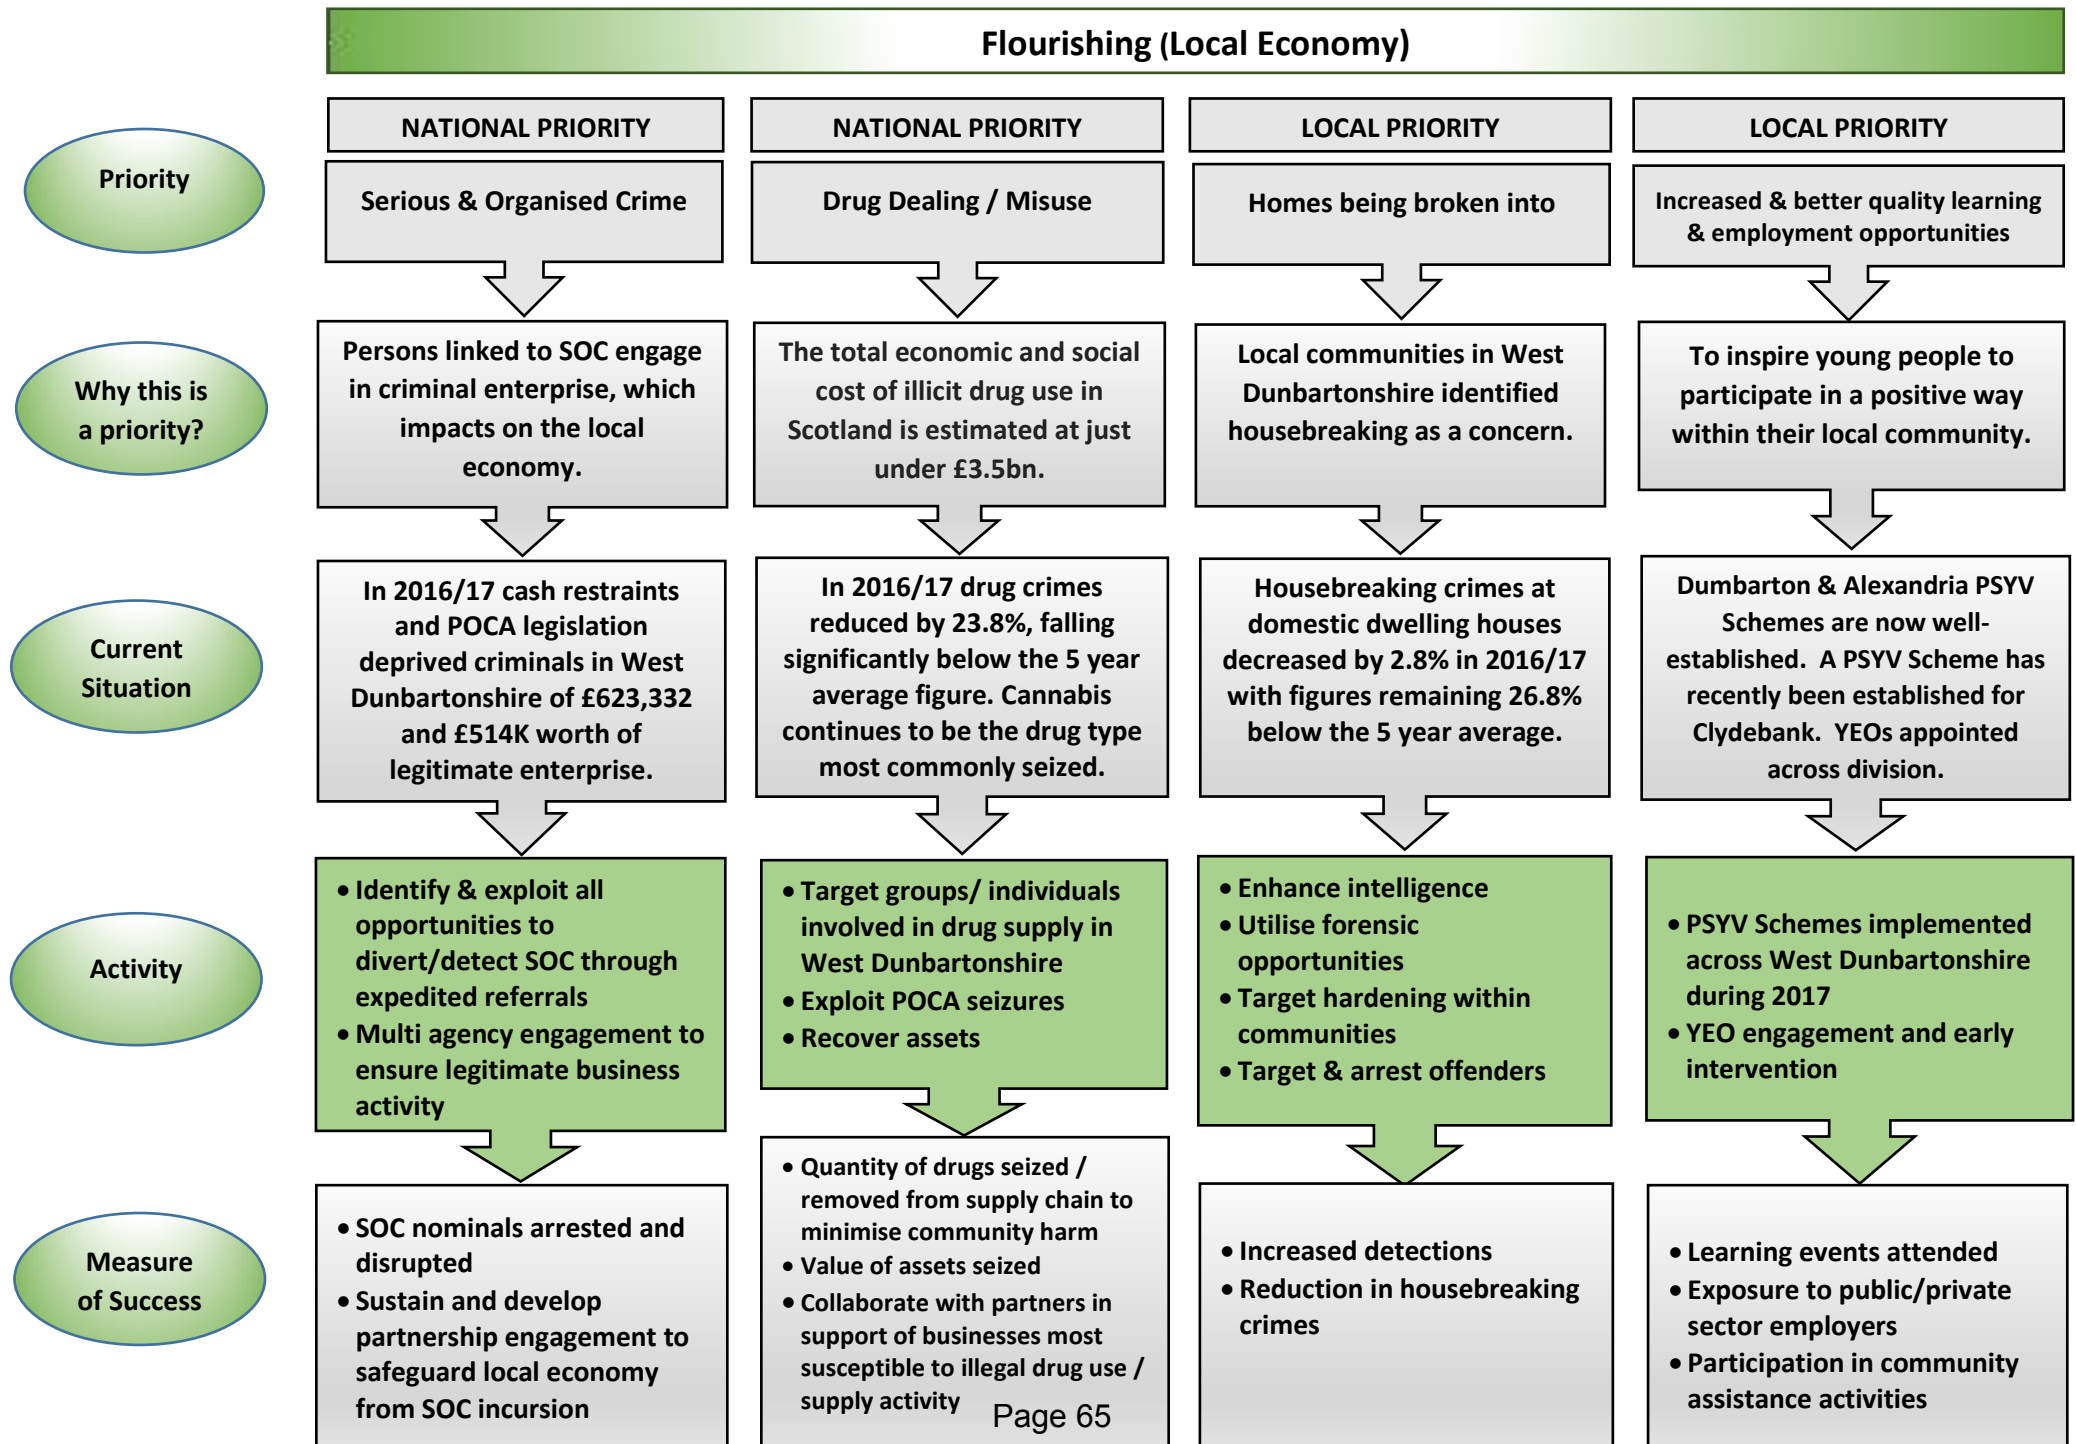 Flourishing (Local Economy)
Priority
NATIONAL PRIORITY
NATIONAL PRIORITY
LOCAL PRIORITY
LOCAL PRIORITY
Serious & Organised Crime
Drug Dealing / Misuse
Homes being broken into
Increased & better quality learning
& employment opportunities
Why this is
a priority?
Persons linked to SOC engage
in criminal enterprise, which
impacts on the local
economy.
The total economic and social
cost of illicit drug use in
Scotland is estimated at just
under £3.5bn.
Local communities in West
Dunbartonshire identified
housebreaking as a concern.
To inspire young people to
participate in a positive way
within their local community.
Current
Situation
In 2016/17 cash restraints
and POCA legislation
deprived criminals in West
Dunbartonshire of £623,332
and £514K worth of
legitimate enterprise.
In 2016/17 drug crimes
reduced by 23.8%, falling
significantly below the 5 year
average figure. Cannabis
continues to be the drug type
most commonly seized.
Housebreaking crimes at
domestic dwelling houses
decreased by 2.8% in 2016/17
with figures remaining 26.8%
below the 5 year average.
Dumbarton & Alexandria PSYV
Schemes are now well-
established. A PSYV Scheme has
recently been established for
Clydebank. YEOs appointed
across division.
Activity
• Identify & exploit all
opportunities to
divert/detect SOC through
expedited referrals
• Multi agency engagement to
ensure legitimate business
activity
• Target groups/ individuals
involved in drug supply in
West Dunbartonshire
• Exploit POCA seizures
• Recover assets
• Enhance intelligence
• Utilise forensic
opportunities
• Target hardening within
communities
• Target & arrest offenders
• PSYV Schemes implemented
across West Dunbartonshire
during 2017
• YEO engagement and early
intervention
Measure
of Success
• SOC nominals arrested and
disrupted
• Sustain and develop
partnership engagement to
safeguard local economy
from SOC incursion
• Quantity of drugs seized /
removed from supply chain to
minimise community harm
• Value of assets seized
• Collaborate with partners in
support of businesses most
susceptible to illegal drug use /
supply activity
• Increased detections
• Reduction in housebreaking
crimes
• Learning events attended
• Exposure to public/private
sector employers
• Participation in community
assistance activities
Page 65